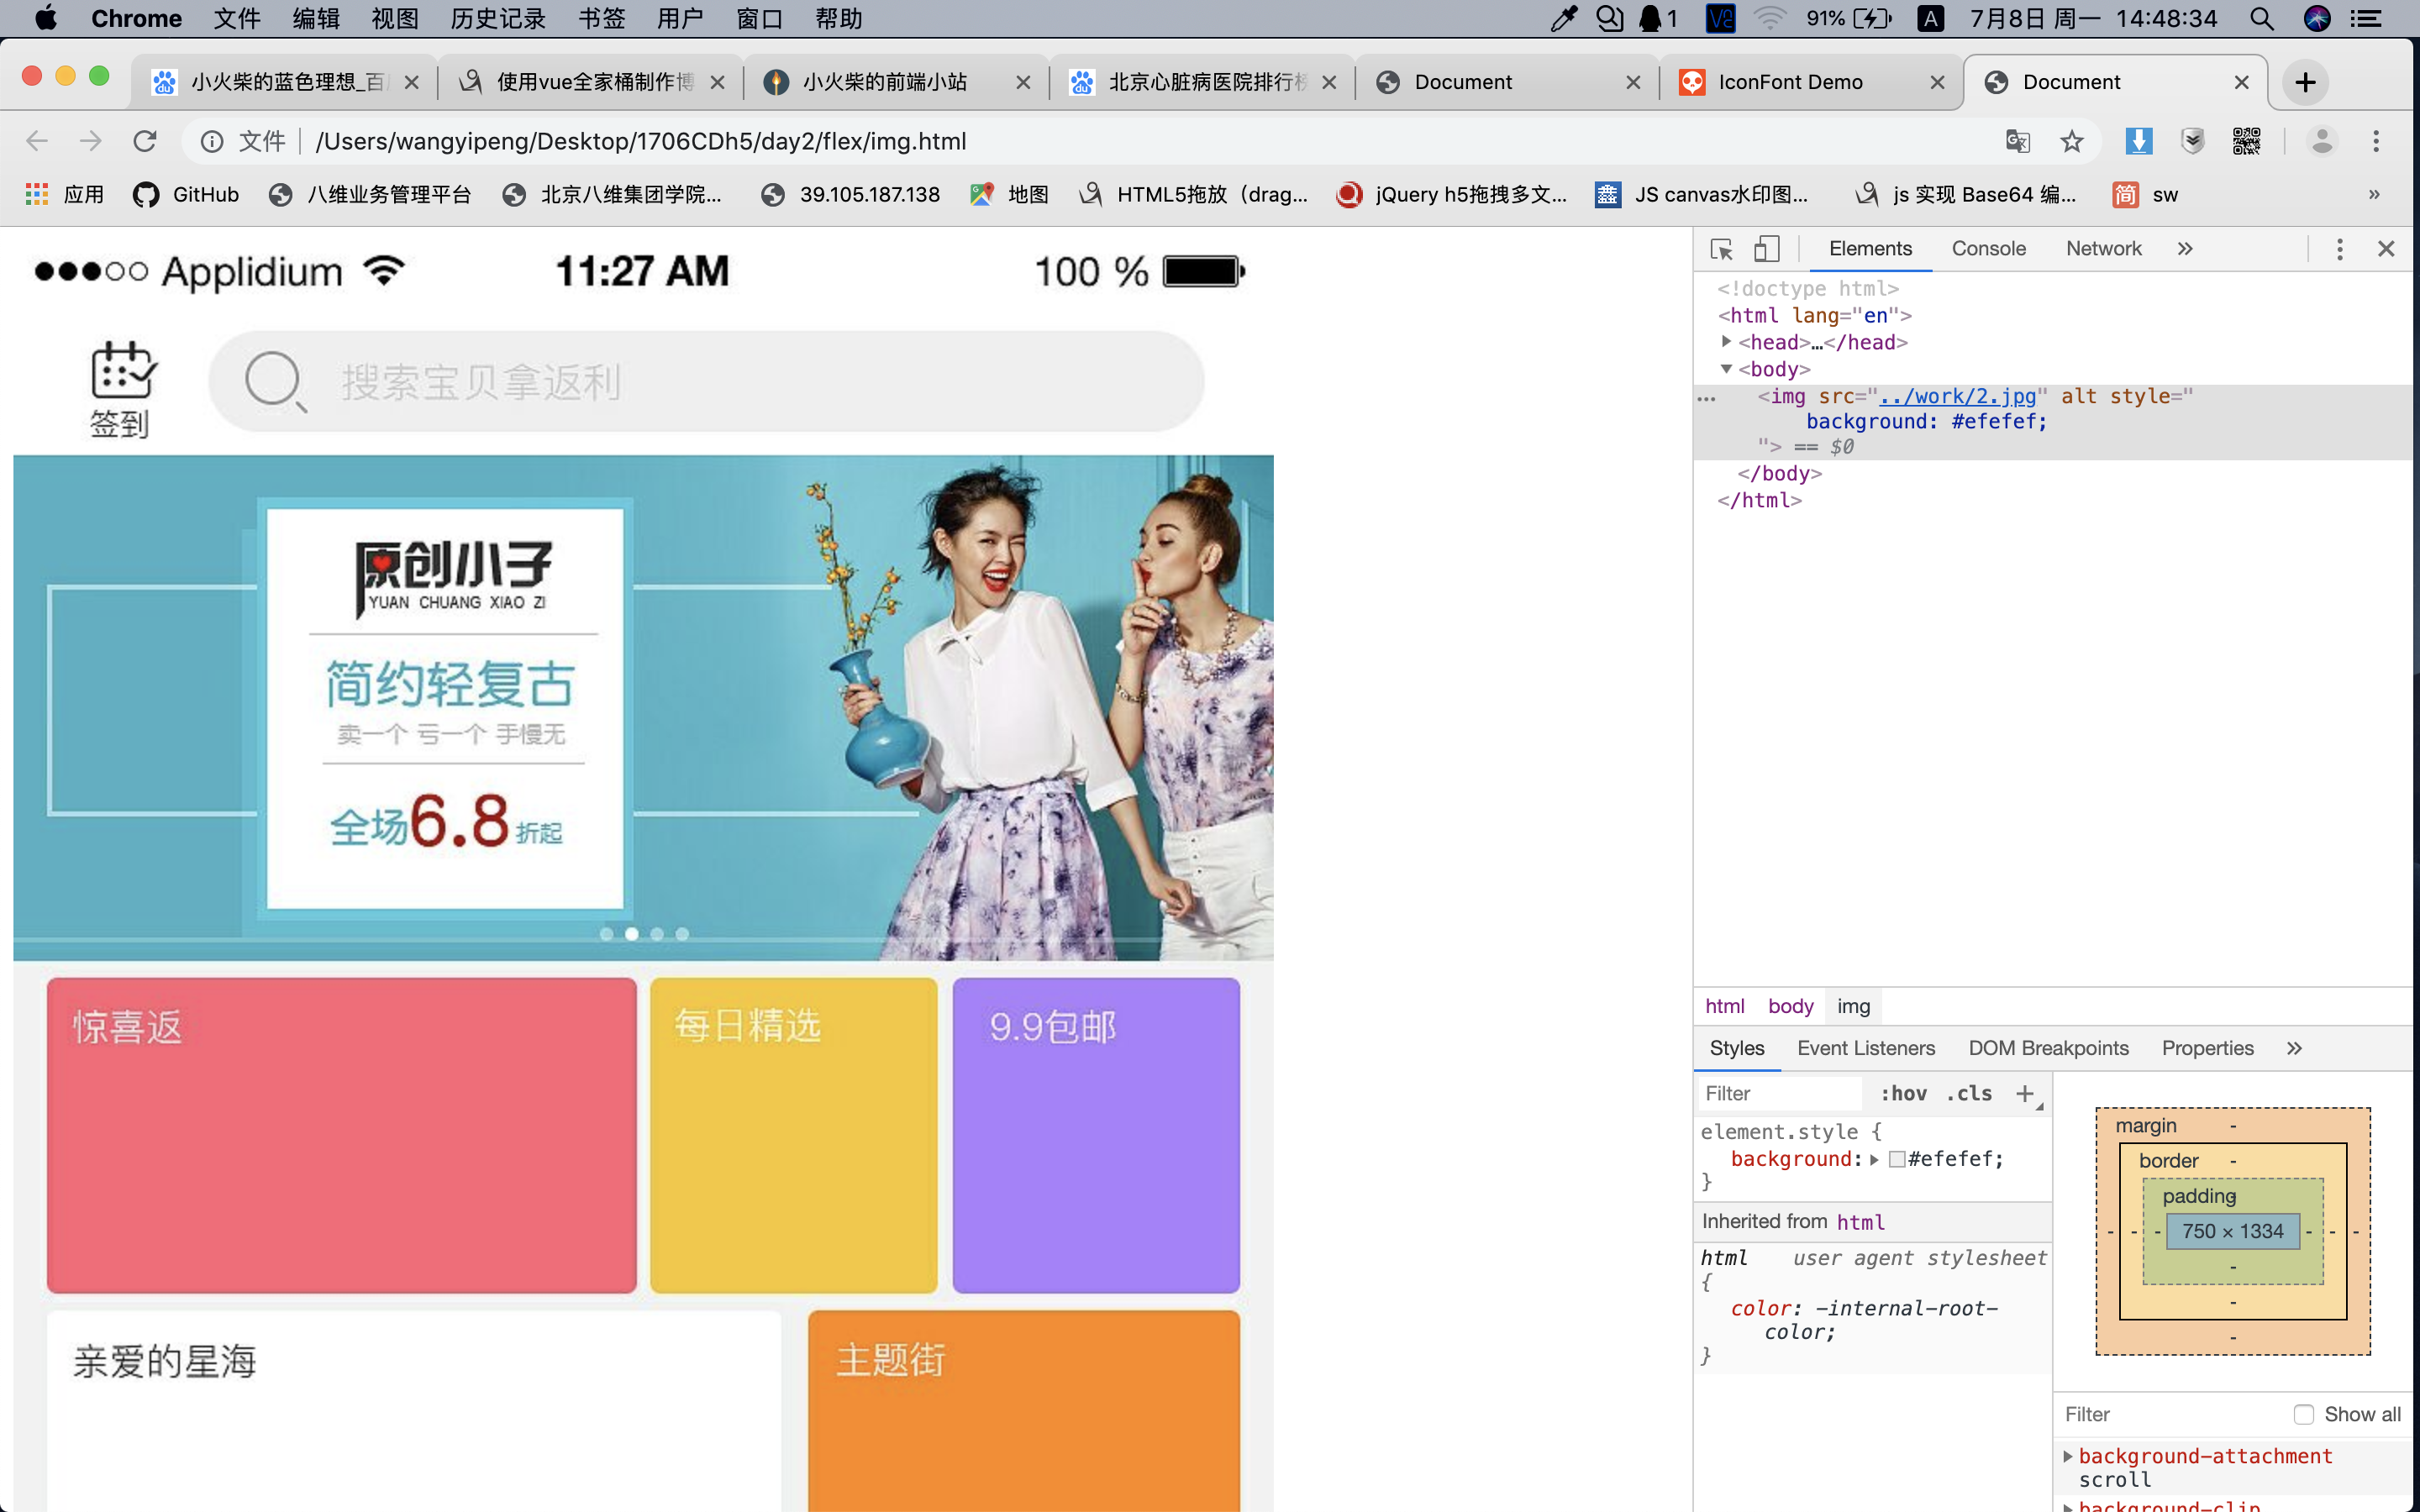 Chrome 文件 编辑 视图 历史记录 书签 用户 窗口 帮助 1 91% A 7月8日 周一 14:48:34
小火柴的蓝色理想_百 使用vue全家桶制作博 小火柴的前端小站 北京心脏病医院排行榜 Document IconFont Demo Document
文件 /Users/wangyipeng/Desktop/1706CDh5/day2/flex/img.html
应用 GitHub 八维业务管理平台 北京八维集团学院... 39.105.187.138 地图 HTML5拖放（drag... jQuery h5拖拽多文... JS canvas水印图... js 实现 Base64 编... 简 sw
Applidium 11:27 AM 100 %
签到
搜索宝贝拿返利
原创小子
YUAN CHUANG XIAO ZI
简约轻复古
卖一个 亏一个 手慢无
全场6.8折起
惊喜返 每日精选 9.9包邮
亲爱的星海 主题街
Elements Console Network »
<!doctype html>
<html lang="en">
<head>…</head>
<body>
<img src="../work/2.jpg" alt style="
background: #efefef;
"> == $0
</body>
</html>
html body img
Styles Event Listeners DOM Breakpoints Properties »
Filter :hov .cls +
element.style {
background: #efefef;
}
Inherited from html
html user agent stylesheet
{
color: -internal-root-
color;
}
margin -
border -
padding -
- - - 750 × 1334 - - -
-
-
-
Filter Show all
background-attachment
scroll
background-clip